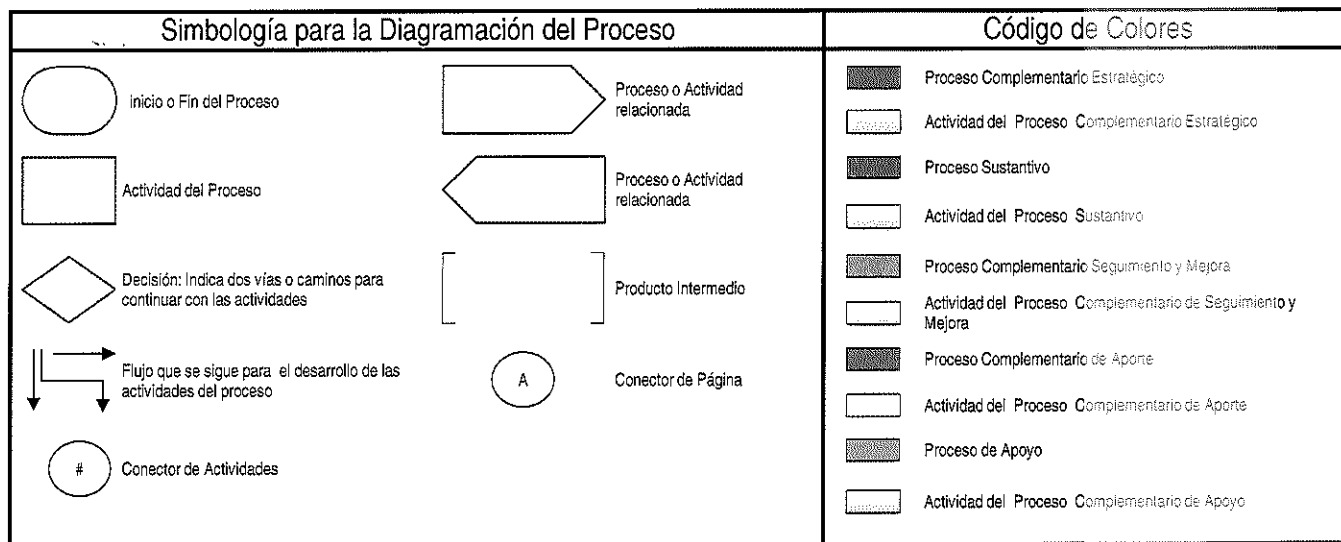 Simbología para la Diagramación del Proceso
Inicio o Fin del Proceso
Proceso o Actividad
relacionada
Actividad del Proceso
Proceso o Actividad
relacionada
Decisión: Indica dos vías o caminos para
continuar con las actividades
Producto Intermedio
Flujo que se sigue para el desarrollo de las
actividades del proceso
A
Conector de Página
#
Conector de Actividades
Código de Colores
Proceso Complementario Estratégico
Actividad del Proceso Complementario Estratégico
Proceso Sustantivo
Actividad del Proceso Sustantivo
Proceso Complementario Seguimiento y Mejora
Actividad del Proceso Complementario de Seguimiento y
Mejora
Proceso Complementario de Aporte
Actividad del Proceso Complementario de Aporte
Proceso de Apoyo
Actividad del Proceso Complementario de Apoyo